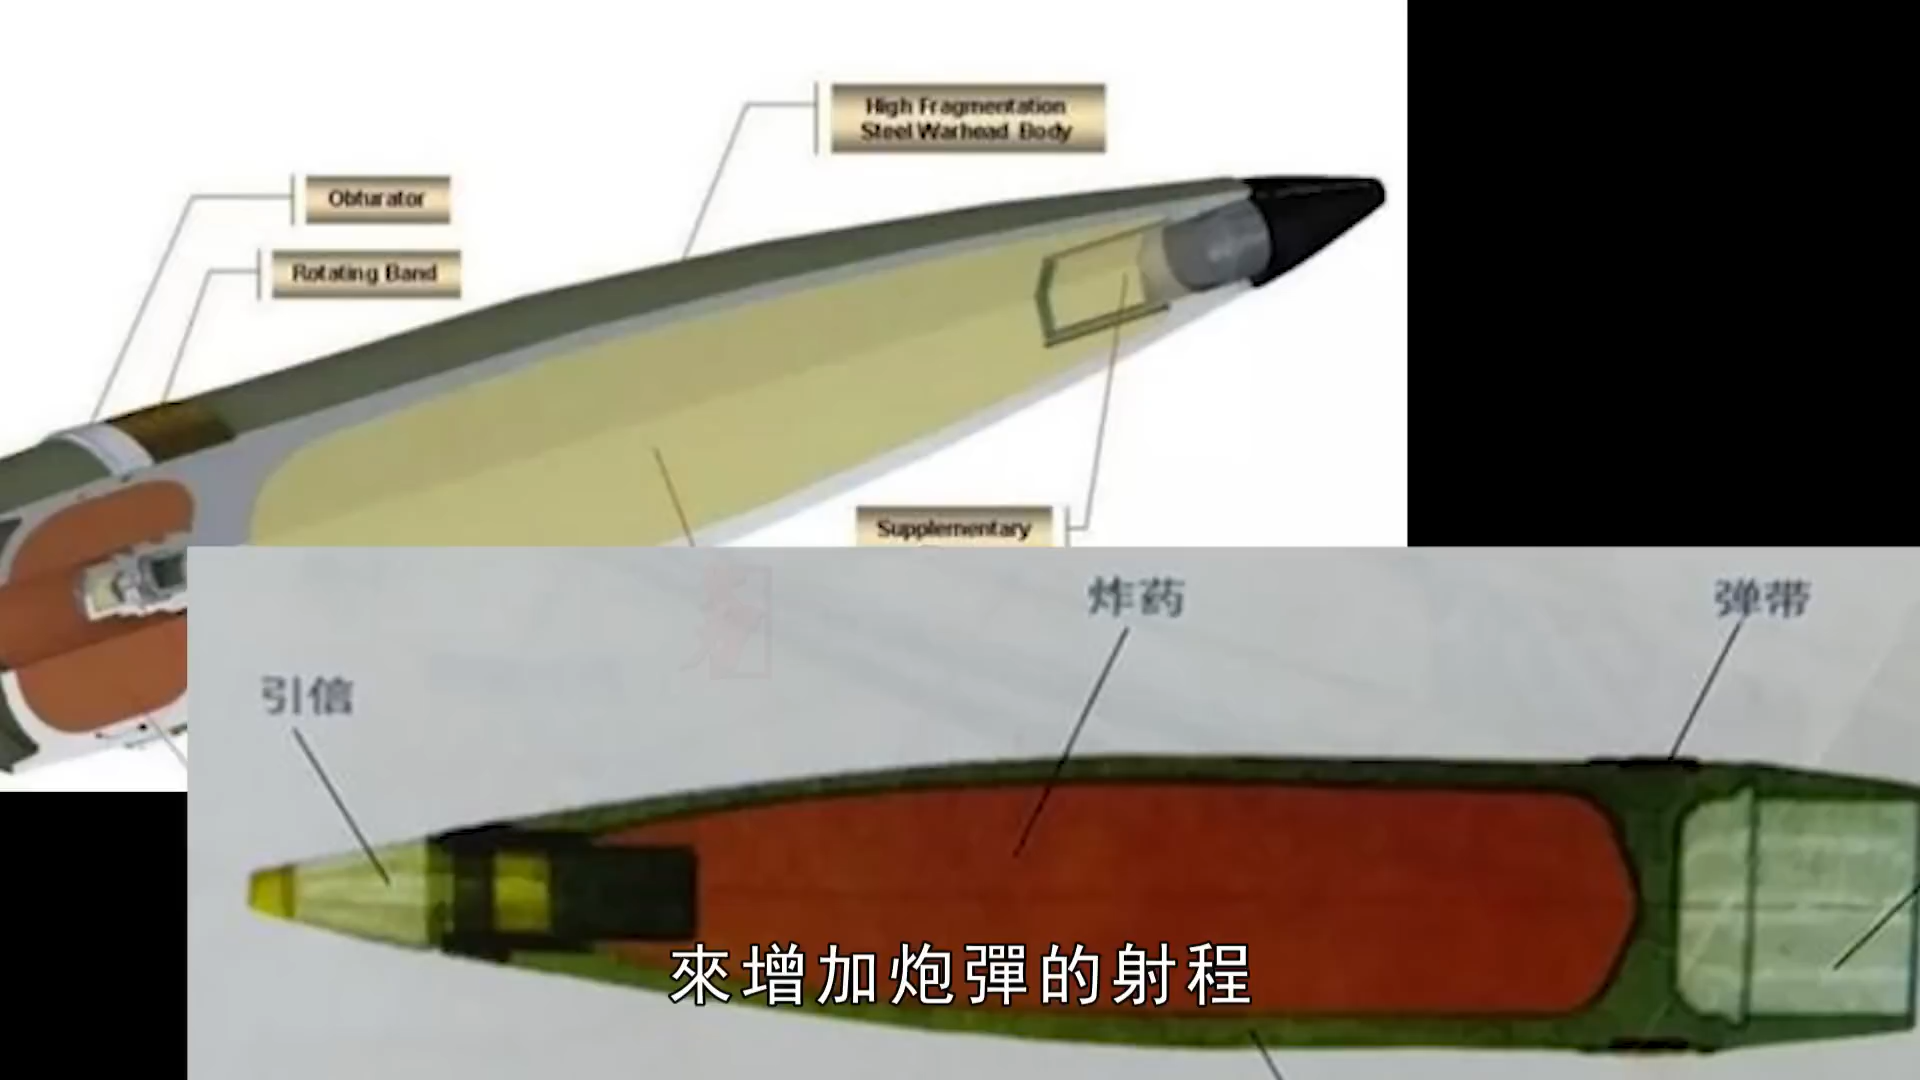 High Fragmentation
Steel Warhead Body
Obturator
Rotating Band
Supplementary
炸药
弹带
引信
來增加炮彈的射程